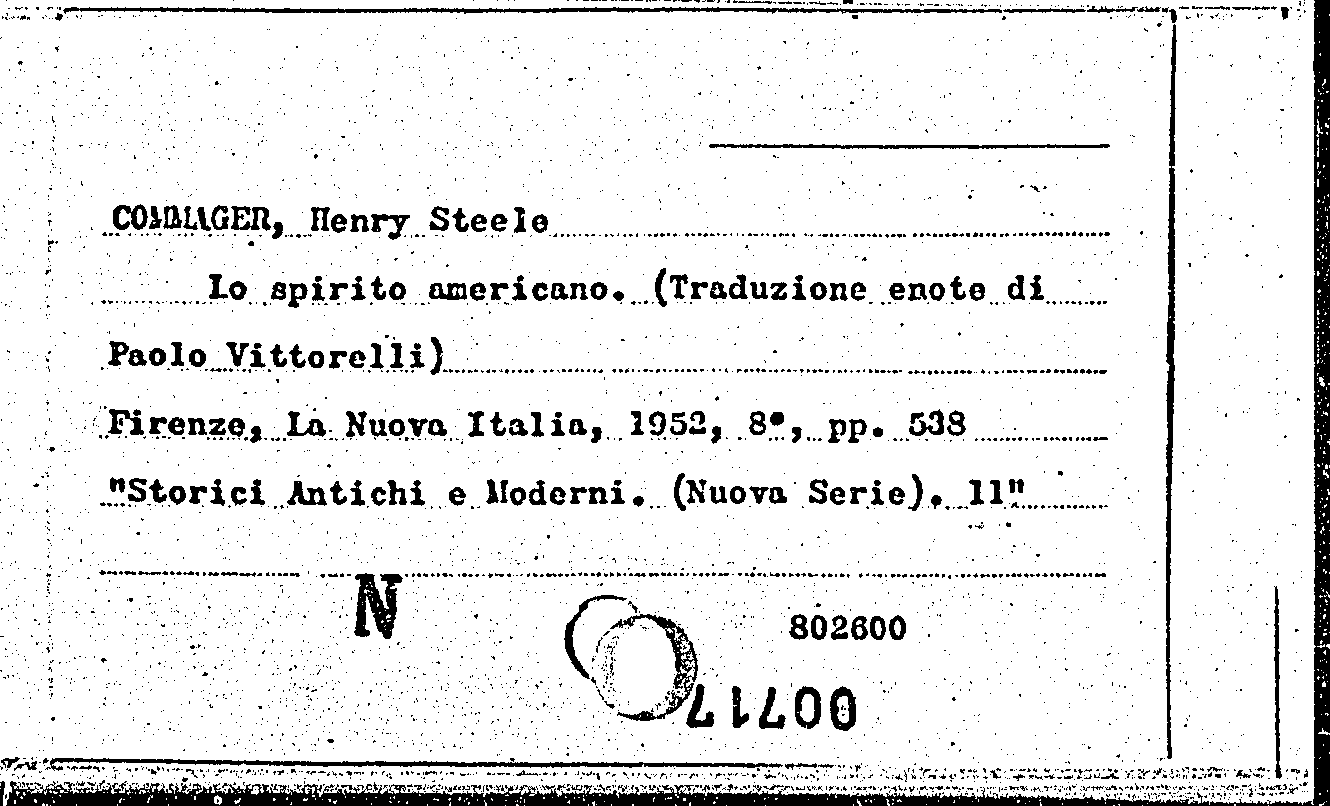 COMMAGER, Henry Steele
Lo spirito americano. (Traduzione enote di
Paolo Vittorelli)
Firenze, La Nuova Italia, 1952, 8°, pp. 538
"Storici Antichi e Moderni. (Nuova Serie). 11"
N
802600
00717